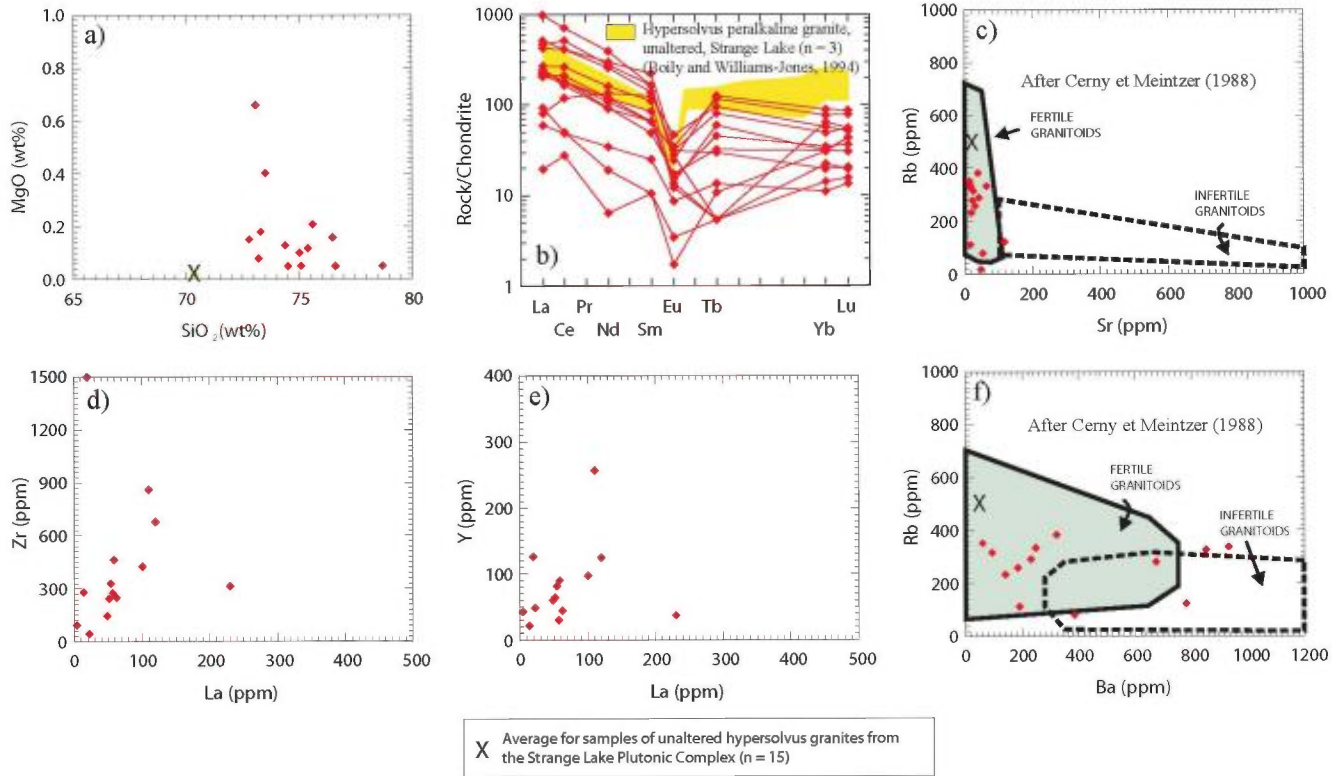 a)
MgO (wt%)
1.0
0.8
0.6
0.4
0.2
0.0
65
70
75
80
SiO2 (wt%)
b)
Rock/Chondrite
1000
100
10
1
Hypersolvus peralkaline granite,
unaltered, Strange Lake (n = 3)
(Boily and Williams-Jones, 1994)
La
Pr
Eu
Tb
Lu
Ce
Nd
Sm
Yb
c)
Rb (ppm)
1000
800
600
400
200
0
After Cerny et Meintzer (1988)
FERTILE
GRANITOIDS
X
INFERTILE
GRANITOIDS
0
200
400
600
800
1000
Sr (ppm)
d)
Zr (ppm)
1500
1200
900
600
300
0
0
100
200
300
400
500
La (ppm)
e)
Y (ppm)
400
300
200
100
0
0
100
200
300
400
500
La (ppm)
f)
Rb (ppm)
1000
800
600
400
200
0
After Cerny et Meintzer (1988)
FERTILE
GRANITOIDS
X
INFERTILE
GRANITOIDS
0
200
400
600
800
1000
1200
Ba (ppm)
X
Average for samples of unaltered hypersolvus granites from
the Strange Lake Plutonic Complex (n = 15)